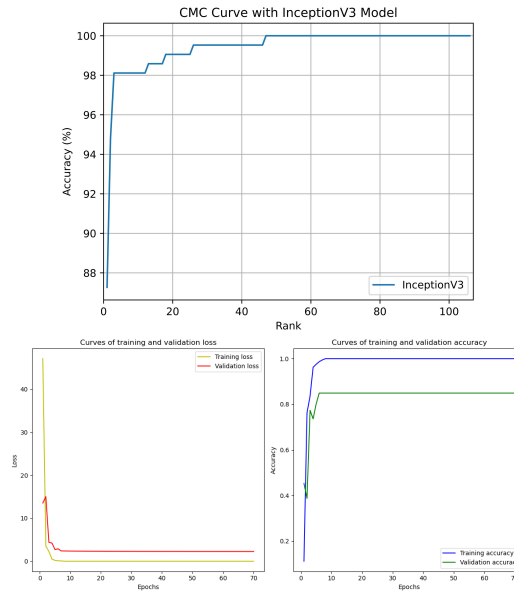 CMC Curve with InceptionV3 Model
100
98
96
94
92
90
88
Accuracy (%)
InceptionV3
0 20 40 60 80 100
Rank
Curves of training and validation loss
Training loss
Validation loss
40
30
20
10
0
Loss
0 10 20 30 40 50 60 70
Epochs
Curves of training and validation accuracy
1.0
0.8
0.6
0.4
0.2
Accuracy
Training accuracy
Validation accurac
0 10 20 30 40 50 60 70
Epochs